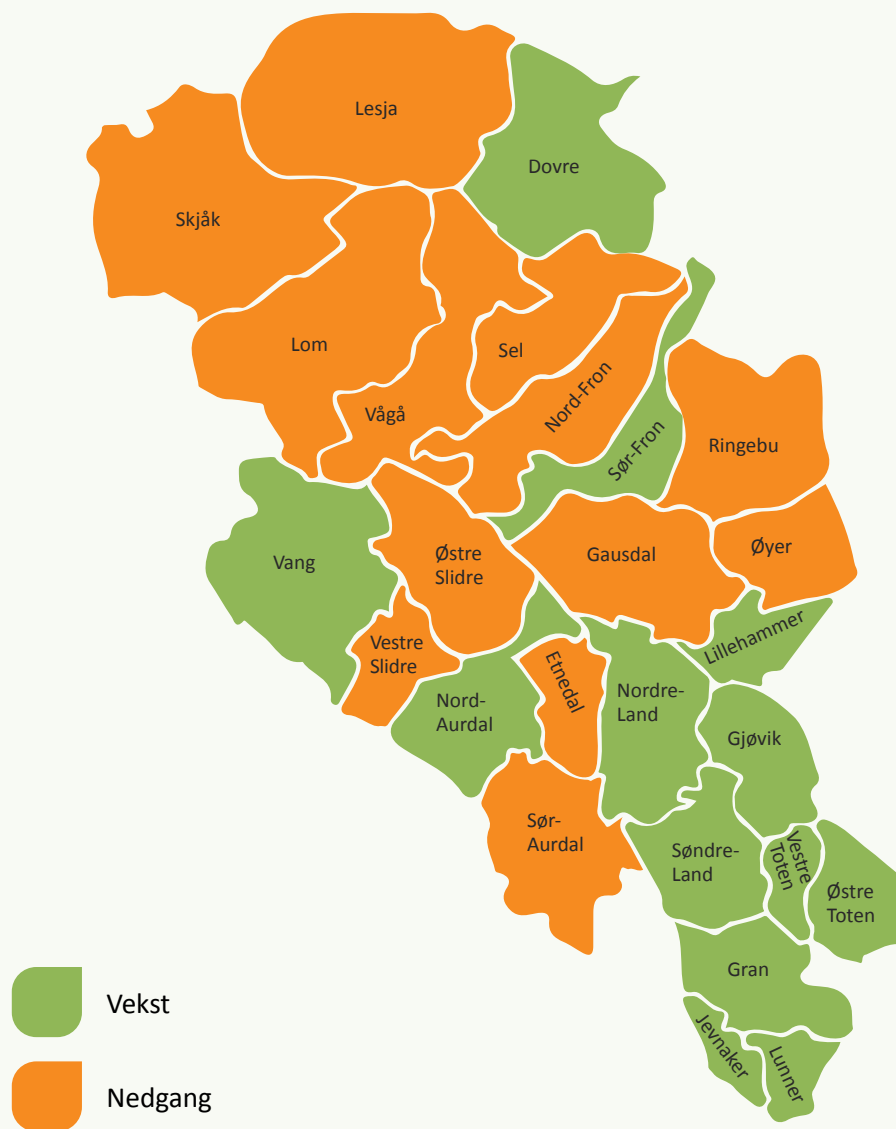 Lesja
Dovre
Skjåk
Lom
Sel
Nord-Fron
Vågå
Sør-Fron
Ringebu
Vang
Østre
Slidre
Gausdal
Øyer
Lillehammer
Vestre
Slidre
Etnedal
Nordre-
Land
Nord-
Aurdal
Gjøvik
Sør-
Aurdal
Søndre-
Land
Vestre
Toten
Østre
Toten
Gran
Jevnaker
Lunner
Vekst
Nedgang